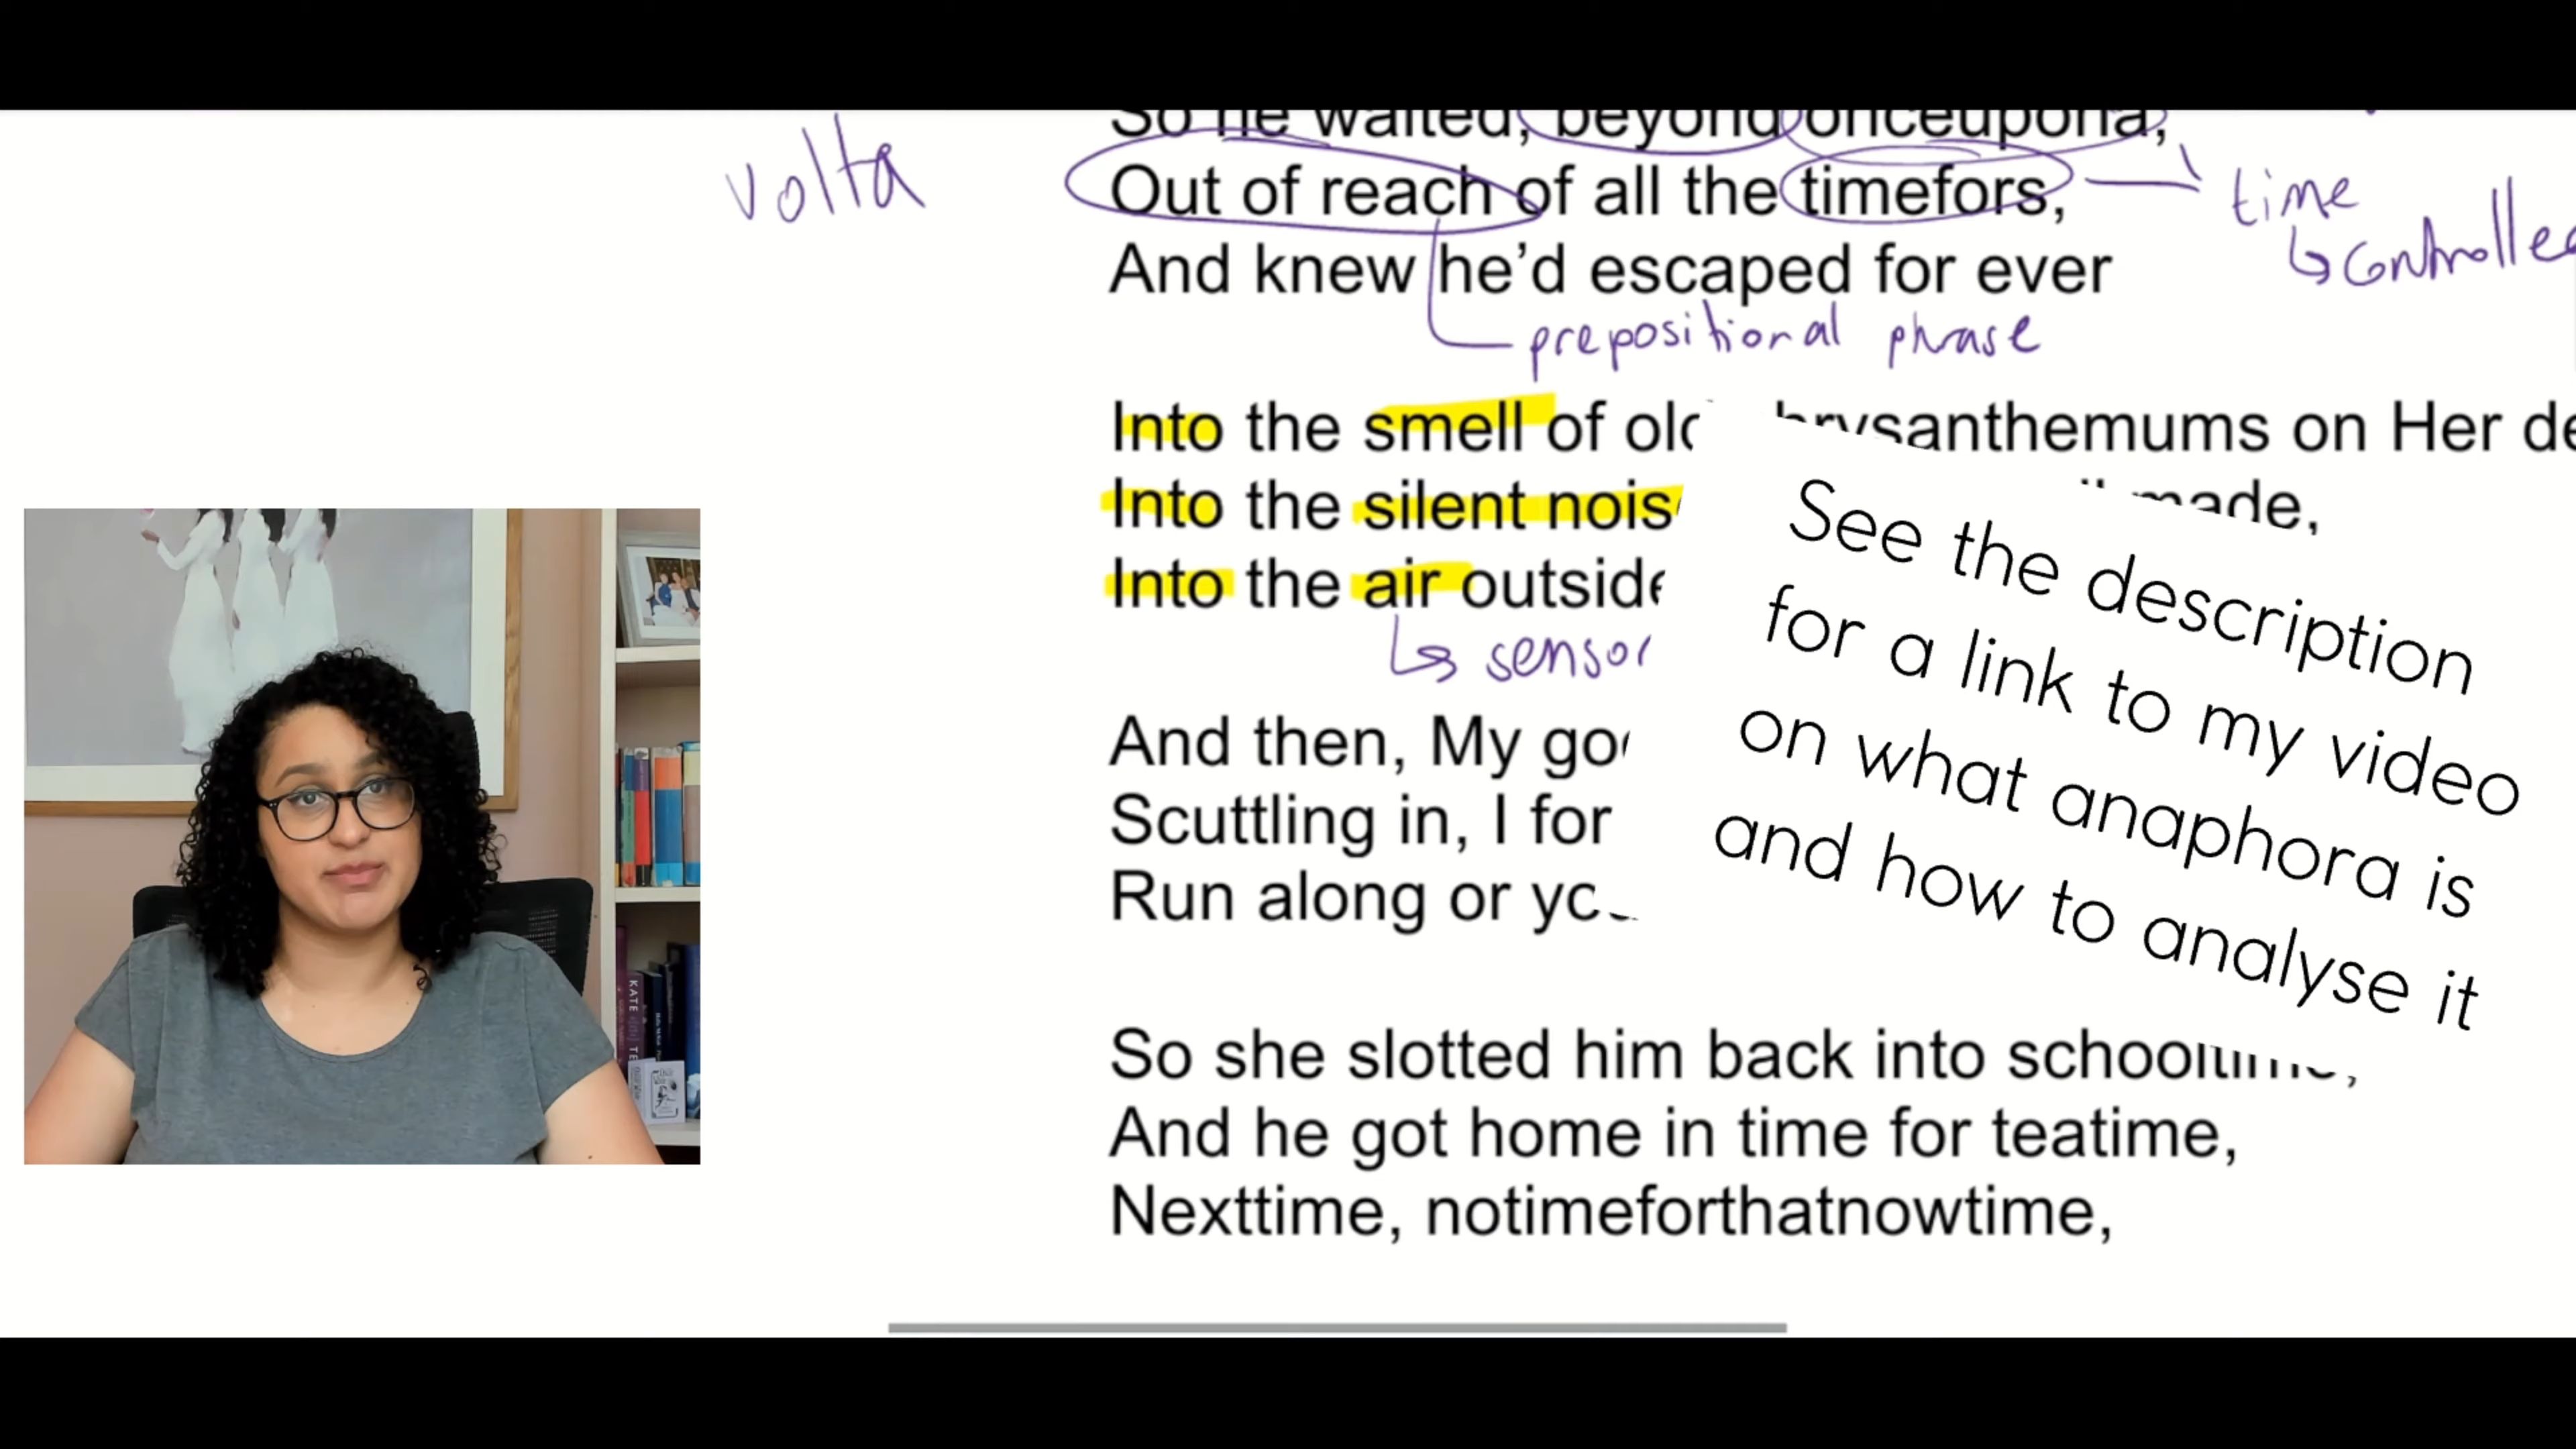 So he waited, beyond onceupona,
volta
Out of reach of all the timefors,
time
↳ controlled
And knew he’d escaped for ever
prepositional phrase
Into the smell of old chrysanthemums on Her de
Into the silent noise made,
Into the air outside
↳ sensor
And then, My go
Scuttling in, I for
Run along or yo
See the description
for a link to my video
on what anaphora is
and how to analyse it
So she slotted him back into schooltime,
And he got home in time for teatime,
Nexttime, notimeforthatnowtime,
KATE